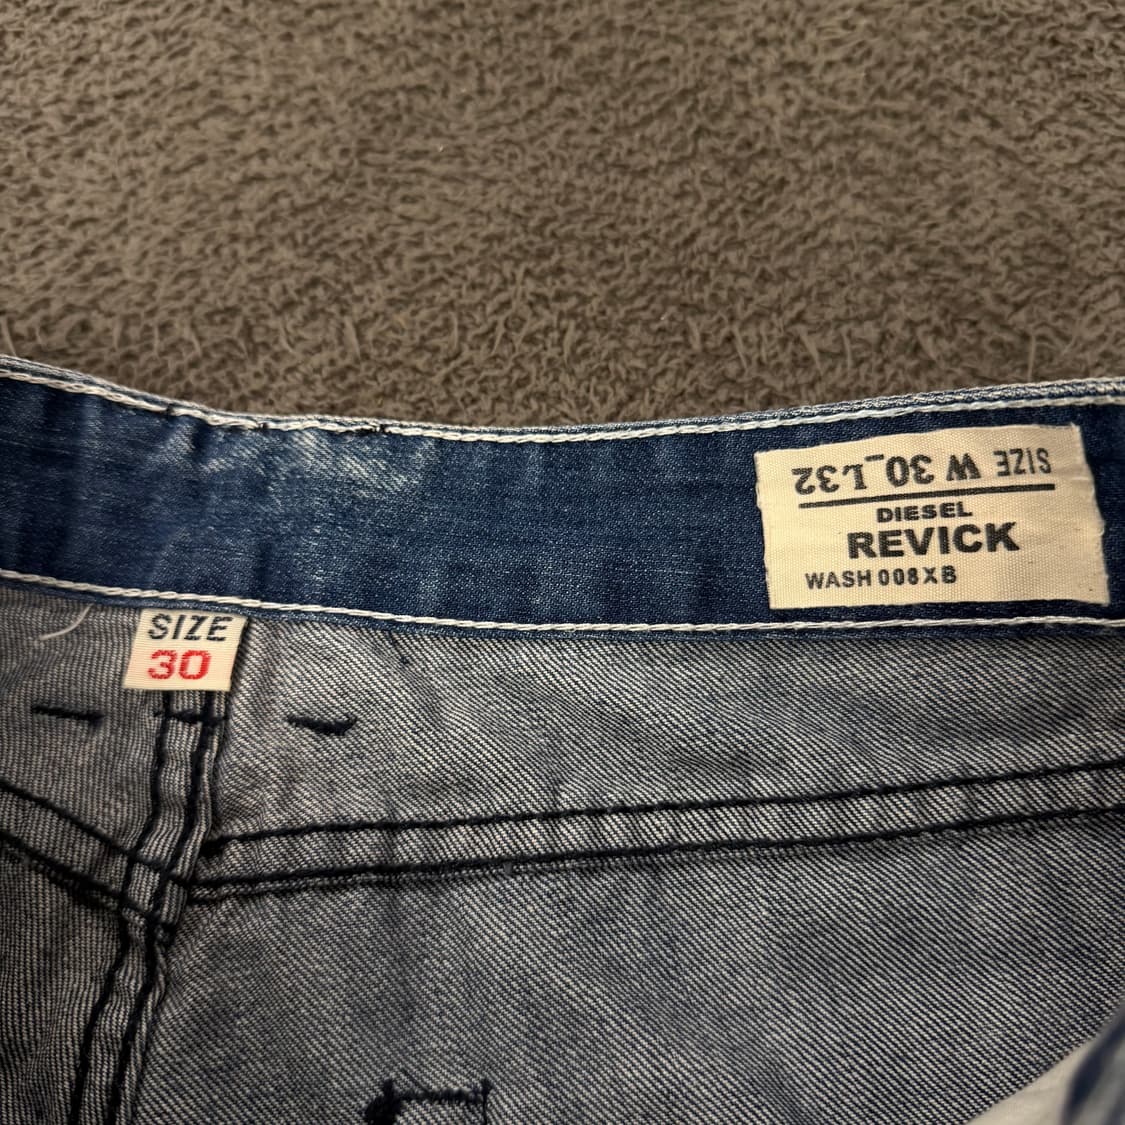 SIZE W 30_L32
DIESEL
REVICK
WASH 008XB
SIZE
30